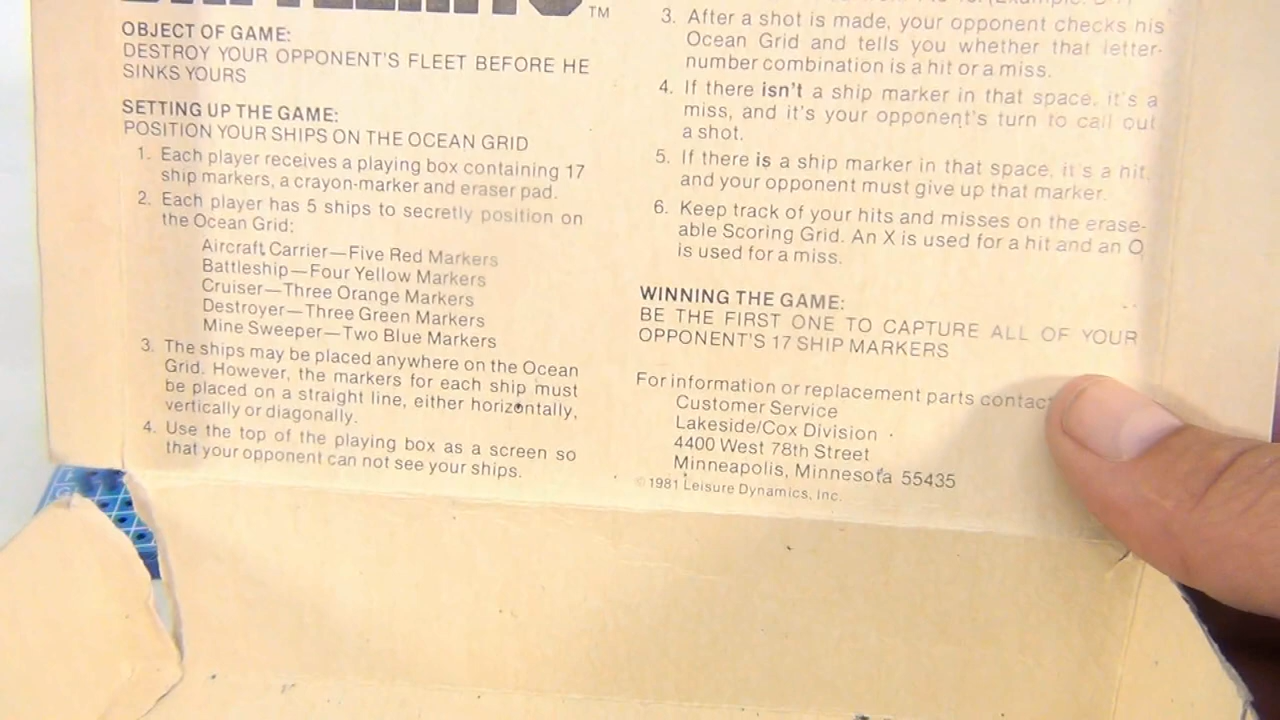 TM
OBJECT OF GAME:
DESTROY YOUR OPPONENT'S FLEET BEFORE HE
SINKS YOURS
SETTING UP THE GAME:
POSITION YOUR SHIPS ON THE OCEAN GRID
1. Each player receives a playing box containing 17
ship markers, a crayon-marker and eraser pad.
2. Each player has 5 ships to secretly position on
the Ocean Grid:
Aircraft Carrier—Five Red Markers
Battleship—Four Yellow Markers
Cruiser—Three Orange Markers
Destroyer—Three Green Markers
Mine Sweeper—Two Blue Markers
3. The ships may be placed anywhere on the Ocean
Grid. However, the markers for each ship must
be placed on a straight line, either horizontally,
vertically or diagonally.
4. Use the top of the playing box as a screen so
that your opponent can not see your ships.
3. After a shot is made, your opponent checks his
Ocean Grid and tells you whether that letter-
number combination is a hit or a miss.
4. If there isn't a ship marker in that space, it's a
miss, and it's your opponent's turn to call out
a shot.
5. If there is a ship marker in that space, it's a hit,
and your opponent must give up that marker.
6. Keep track of your hits and misses on the erase-
able Scoring Grid. An X is used for a hit and an O
is used for a miss.
WINNING THE GAME:
BE THE FIRST ONE TO CAPTURE ALL OF YOUR
OPPONENT'S 17 SHIP MARKERS
For information or replacement parts contac
Customer Service
Lakeside/Cox Division
4400 West 78th Street
Minneapolis, Minnesota 55435
©1981 Leisure Dynamics, Inc.